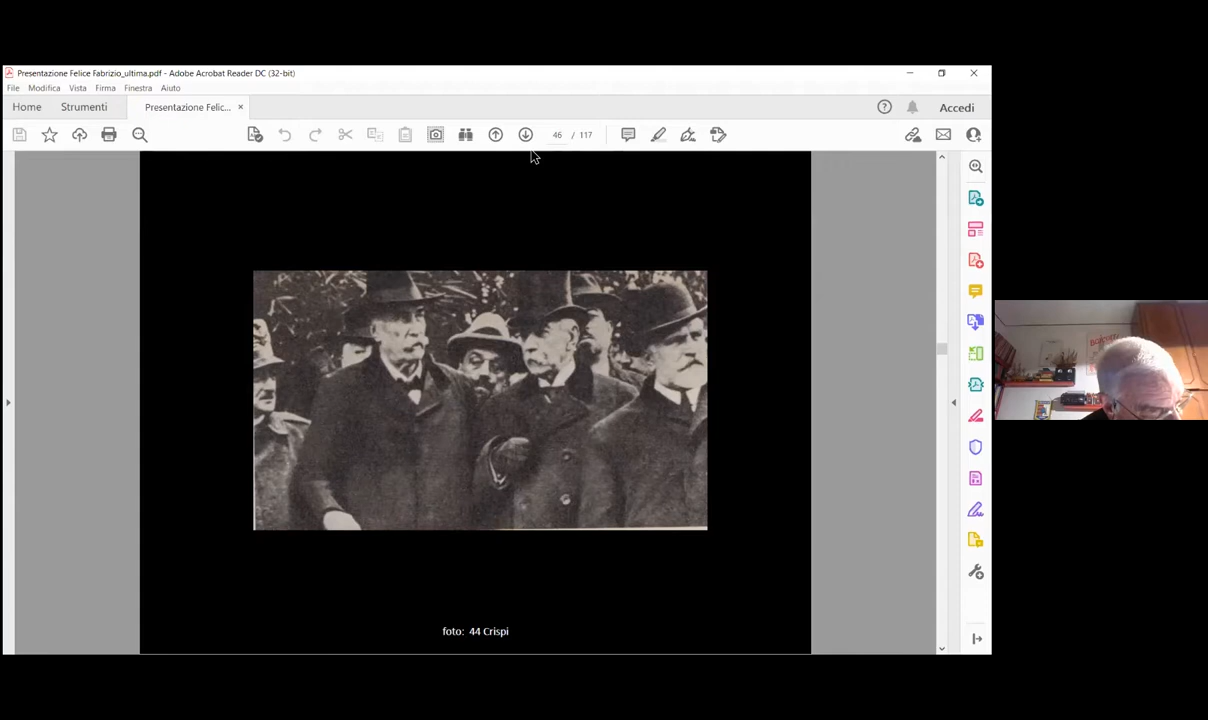 Presentazione Felice Fabrizio_ultima.pdf - Adobe Acrobat Reader DC (32-bit)
File Modifica Vista Firma Finestra Aiuto
Home Strumenti Presentazione Felic... × Accedi
46 / 117
foto: 44 Crispi